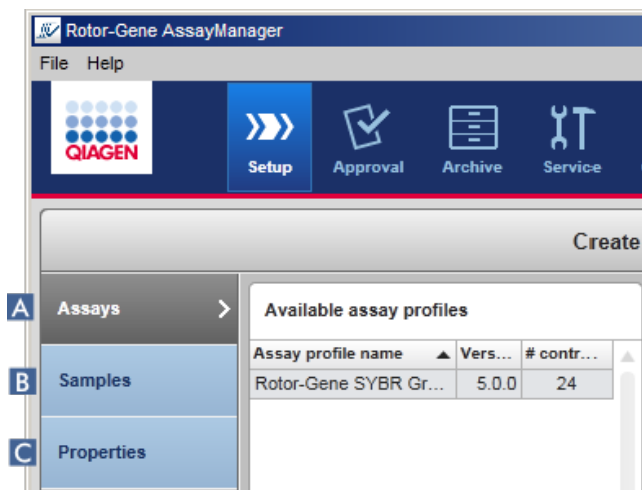 Rotor-Gene AssayManager
File Help
QIAGEN
Setup Approval Archive Service
Create
A Assays
Available assay profiles
Assay profile name Vers... # contr...
Rotor-Gene SYBR Gr... 5.0.0 24
B Samples
C Properties